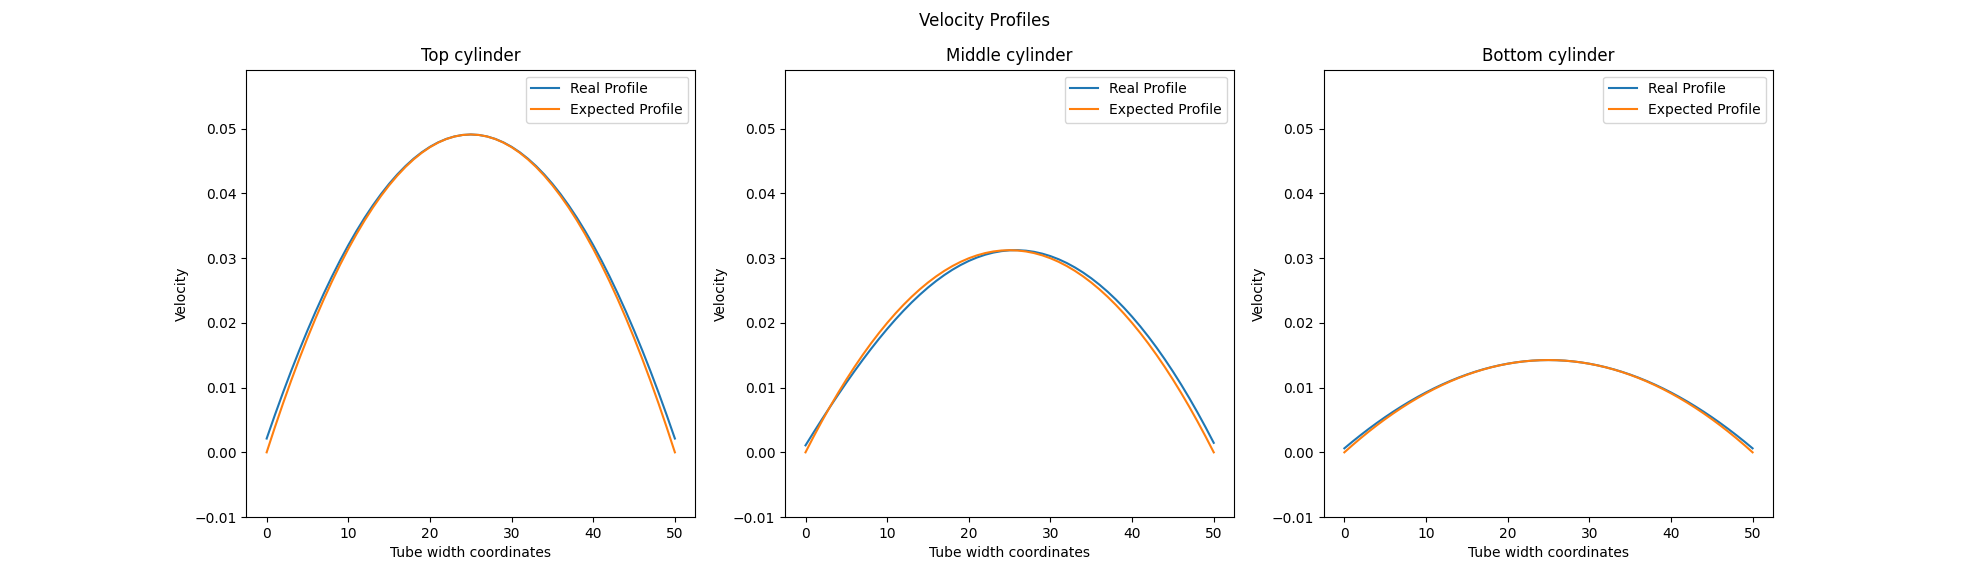 Velocity Profiles
Top cylinder
Real Profile
Expected Profile
0.05
0.04
0.03
0.02
0.01
0.00
−0.01
Velocity
0 10 20 30 40 50
Tube width coordinates
Middle cylinder
Real Profile
Expected Profile
0.05
0.04
0.03
0.02
0.01
0.00
−0.01
Velocity
0 10 20 30 40 50
Tube width coordinates
Bottom cylinder
Real Profile
Expected Profile
0.05
0.04
0.03
0.02
0.01
0.00
−0.01
Velocity
0 10 20 30 40 50
Tube width coordinates